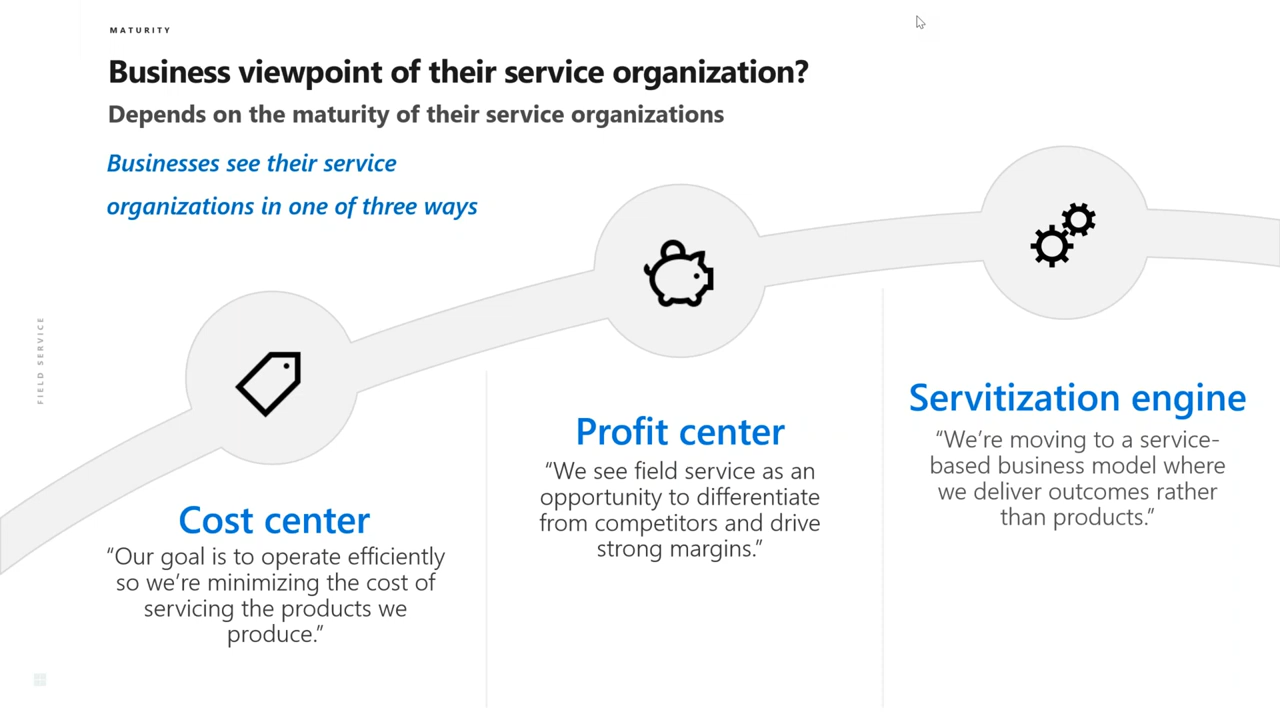 MATURITY
Business viewpoint of their service organization?
Depends on the maturity of their service organizations
Businesses see their service
organizations in one of three ways
FIELD SERVICE
Cost center
“Our goal is to operate efficiently
so we’re minimizing the cost of
servicing the products we
produce.”
Profit center
“We see field service as an
opportunity to differentiate
from competitors and drive
strong margins.”
Servitization engine
“We’re moving to a service-
based business model where
we deliver outcomes rather
than products.”